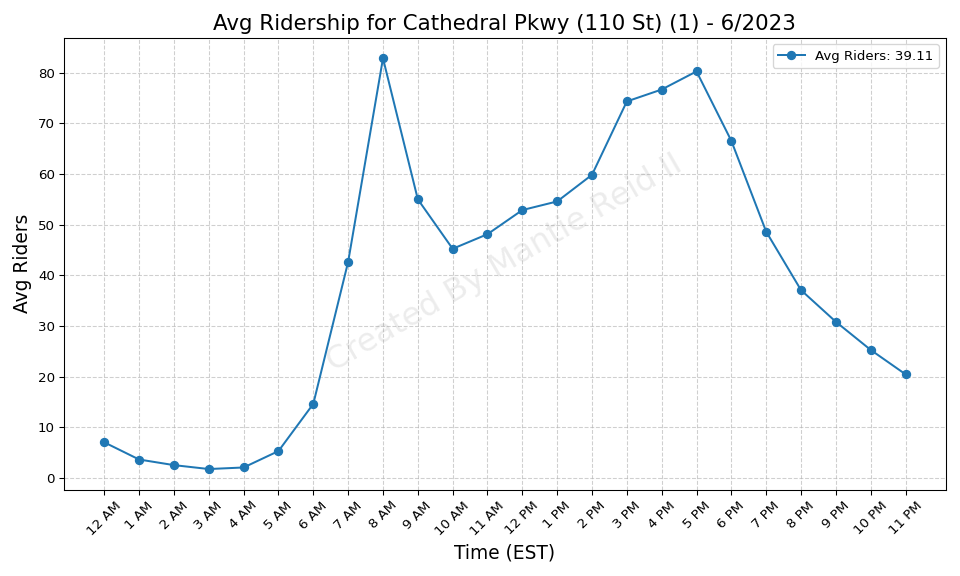 Avg Ridership for Cathedral Pkwy (110 St) (1) - 6/2023
Avg Riders: 39.11
80
70
60
50
40
30
20
10
0
Avg Riders
Created By Mantie Reid II
12 AM
1 AM
2 AM
3 AM
4 AM
5 AM
6 AM
7 AM
8 AM
9 AM
10 AM
11 AM
12 PM
1 PM
2 PM
3 PM
4 PM
5 PM
6 PM
7 PM
8 PM
9 PM
10 PM
11 PM
Time (EST)